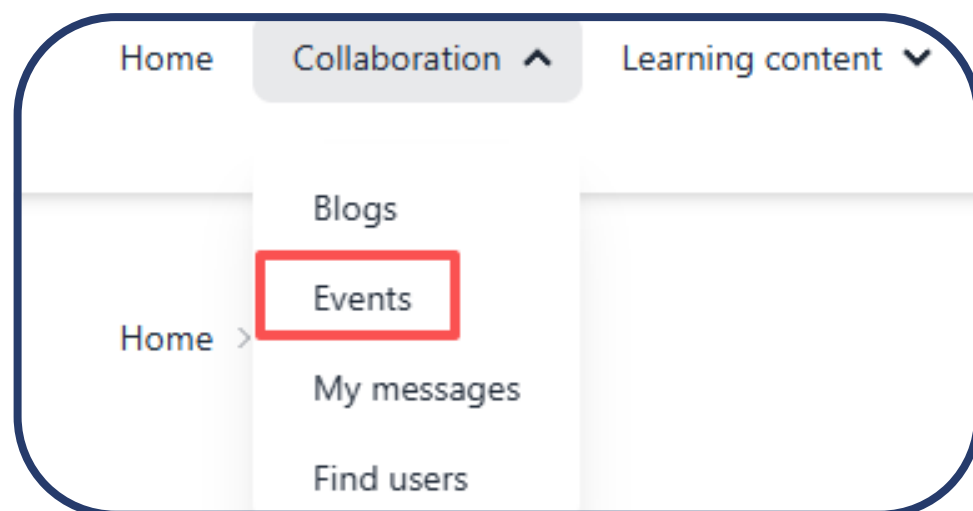 Home Collaboration Learning content
Blogs
Events
Home >
My messages
Find users